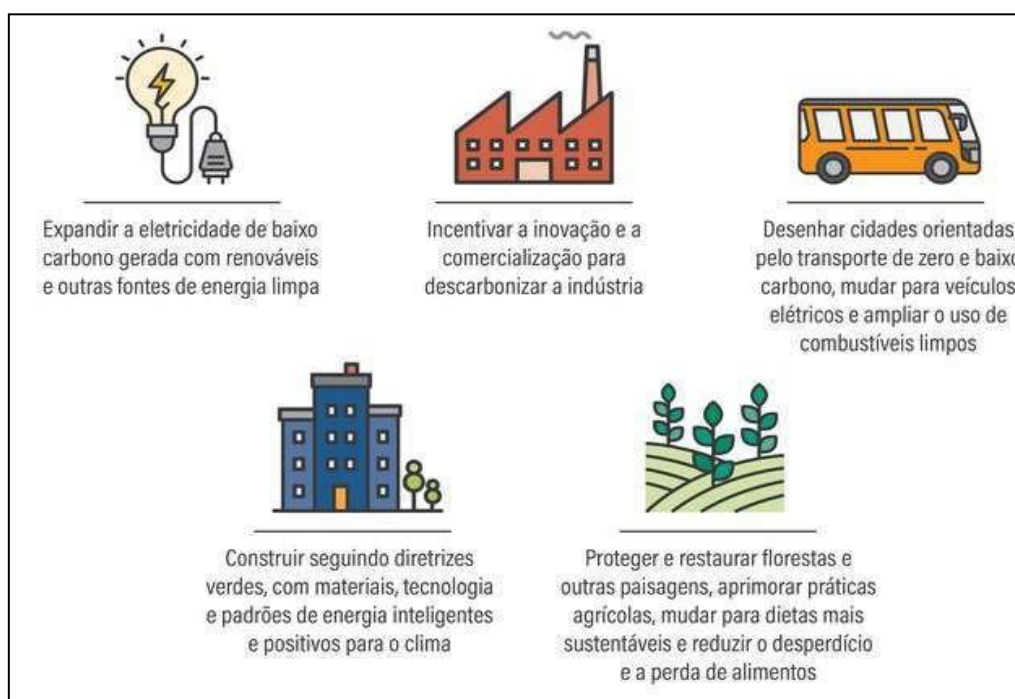 Expandir a eletricidade de baixo
carbono gerada com renováveis
e outras fontes de energia limpa
Incentivar a inovação e a
comercialização para
descarbonizar a indústria
Desenhar cidades orientadas
pelo transporte de zero e baixo
carbono, mudar para veículos
elétricos e ampliar o uso de
combustíveis limpos
Construir seguindo diretrizes
verdes, com materiais, tecnologia
e padrões de energia inteligentes
e positivos para o clima
Proteger e restaurar florestas e
outras paisagens, aprimorar práticas
agrícolas, mudar para dietas mais
sustentáveis e reduzir o desperdício
e a perda de alimentos